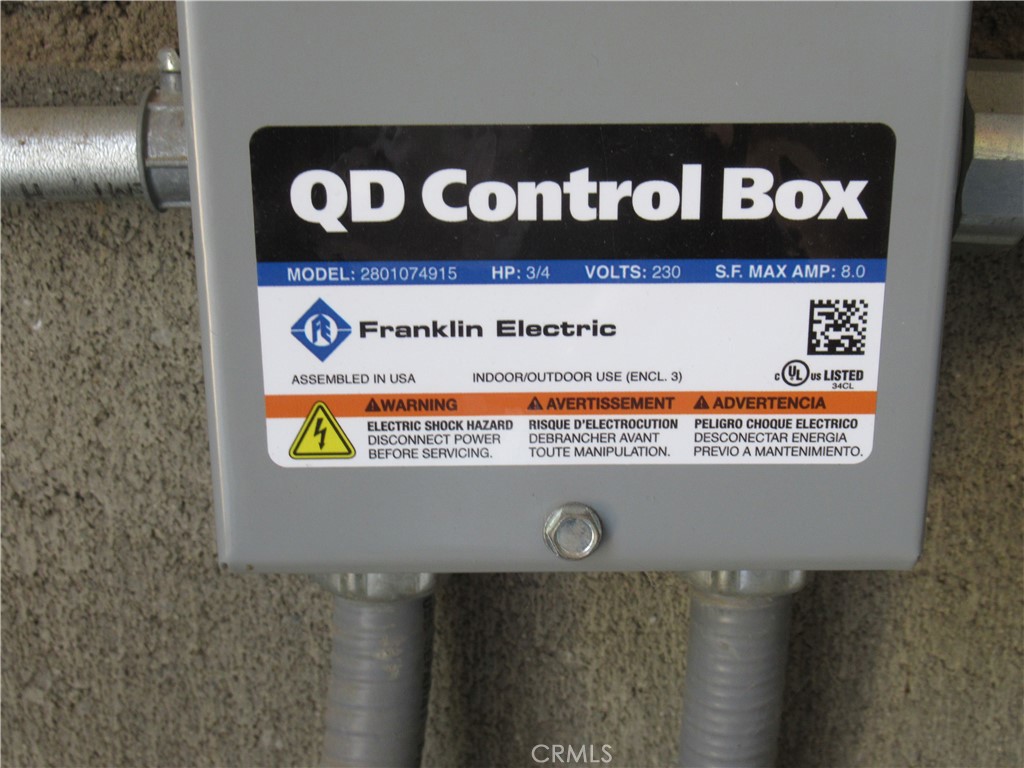 QD Control Box
MODEL: 2801074915 HP: 3/4 VOLTS: 230 S.F. MAX AMP: 8.0
FE Franklin Electric
ASSEMBLED IN USA INDOOR/OUTDOOR USE (ENCL. 3) C UL US LISTED
34CL
⚠WARNING ⚠AVERTISSEMENT ⚠ADVERTENCIA
ELECTRIC SHOCK HAZARD RISQUE D'ELECTROCUTION PELIGRO CHOQUE ELECTRICO
DISCONNECT POWER DEBRANCHER AVANT DESCONECTAR ENERGIA
BEFORE SERVICING. TOUTE MANIPULATION. PREVIO A MANTENIMIENTO.
CRMLS